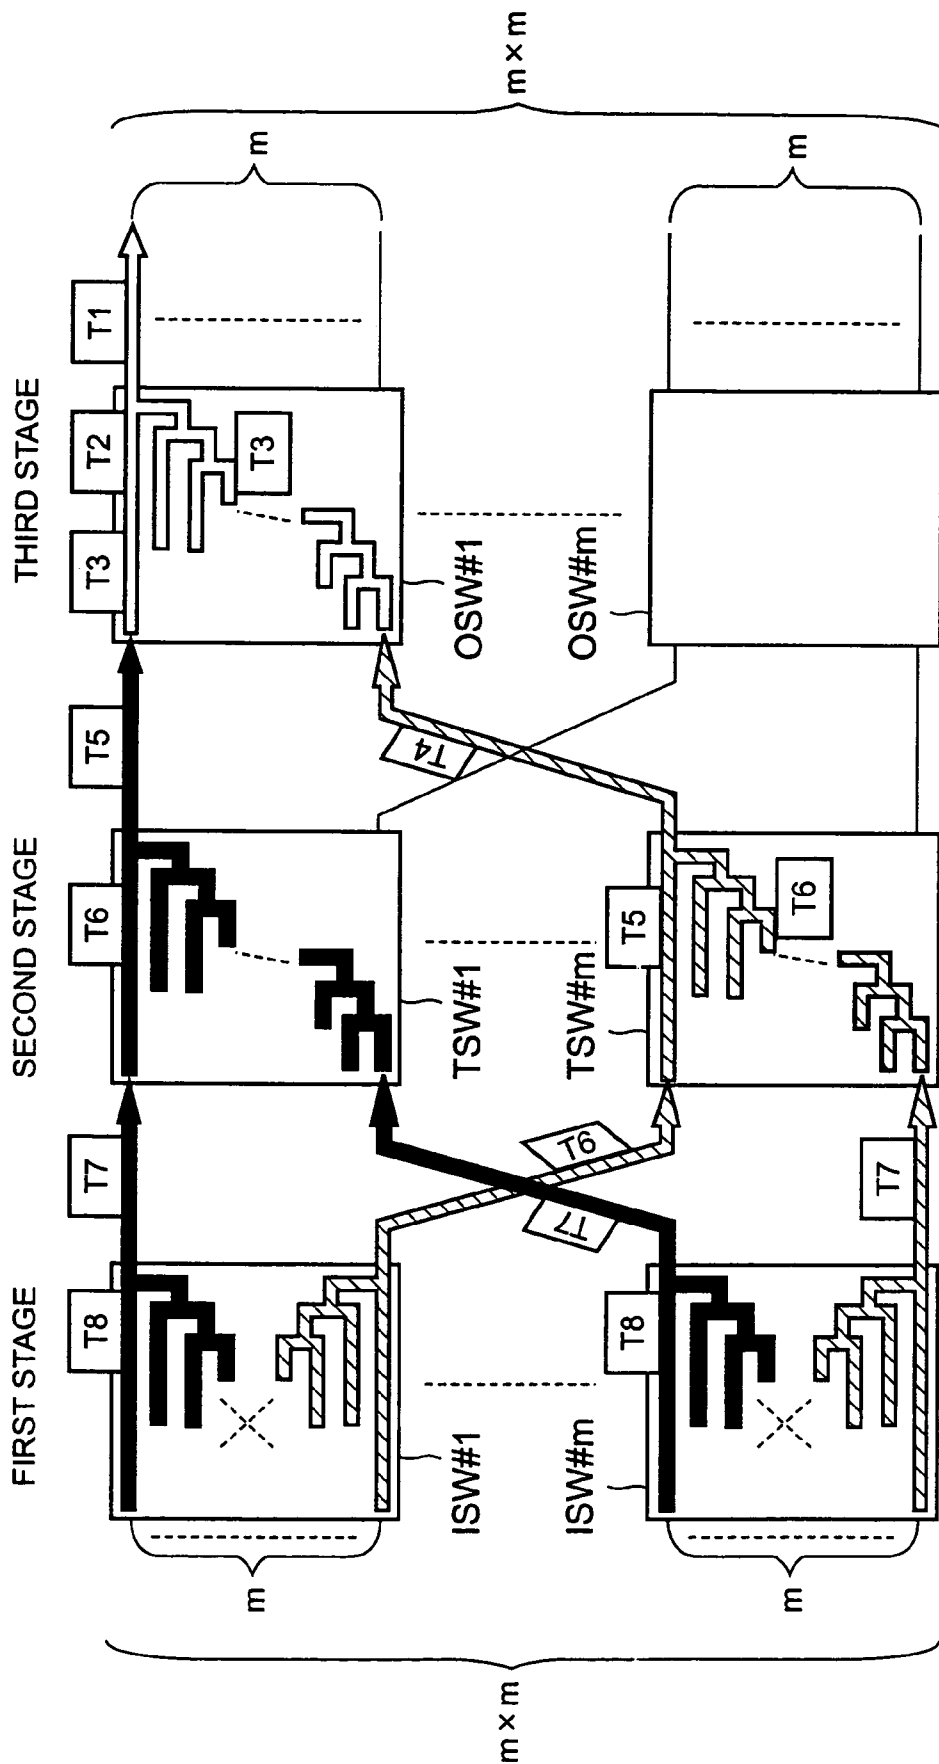 FIRST STAGE
SECOND STAGE
THIRD STAGE
T8
T7
T6
T5
T3
T2
T1
m
T3
m
T4
ISW#1
TSW#1
OSW#1
m × m
m × m
T7
T6
ISW#m
TSW#m
OSW#m
T8
T5
m
T6
m
T7